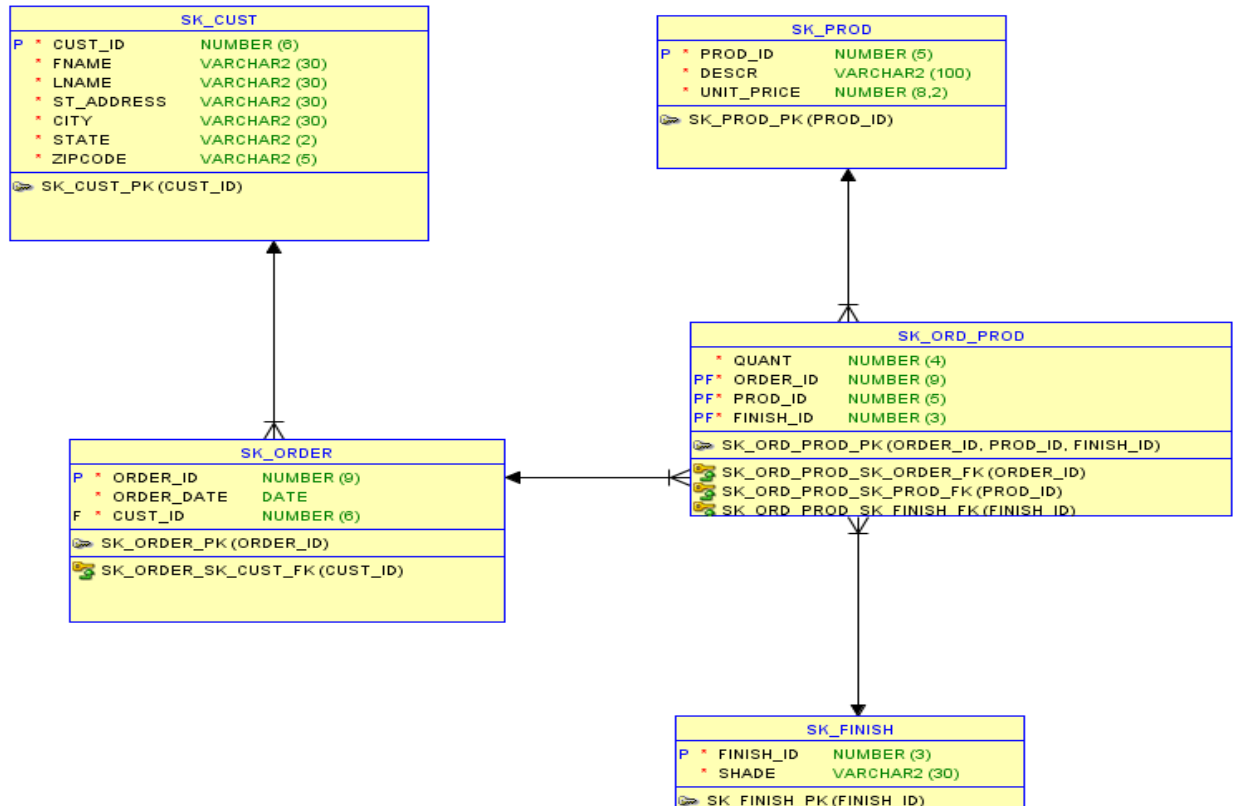 SK_CUST
P * CUST_ID NUMBER (6)
* FNAME VARCHAR2 (30)
* LNAME VARCHAR2 (30)
* ST_ADDRESS VARCHAR2 (30)
* CITY VARCHAR2 (30)
* STATE VARCHAR2 (2)
* ZIPCODE VARCHAR2 (5)
SK_CUST_PK (CUST_ID)
SK_PROD
P * PROD_ID NUMBER (5)
* DESCR VARCHAR2 (100)
* UNIT_PRICE NUMBER (8,2)
SK_PROD_PK (PROD_ID)
SK_ORD_PROD
* QUANT NUMBER (4)
PF* ORDER_ID NUMBER (9)
PF* PROD_ID NUMBER (5)
PF* FINISH_ID NUMBER (3)
SK_ORD_PROD_PK (ORDER_ID, PROD_ID, FINISH_ID)
SK_ORD_PROD_SK_ORDER_FK (ORDER_ID)
SK_ORD_PROD_SK_PROD_FK (PROD_ID)
SK_ORD_PROD_SK_FINISH_FK (FINISH_ID)
SK_ORDER
P * ORDER_ID NUMBER (9)
* ORDER_DATE DATE
F * CUST_ID NUMBER (6)
SK_ORDER_PK (ORDER_ID)
SK_ORDER_SK_CUST_FK (CUST_ID)
SK_FINISH
P * FINISH_ID NUMBER (3)
* SHADE VARCHAR2 (30)
SK_FINISH_PK (FINISH_ID)